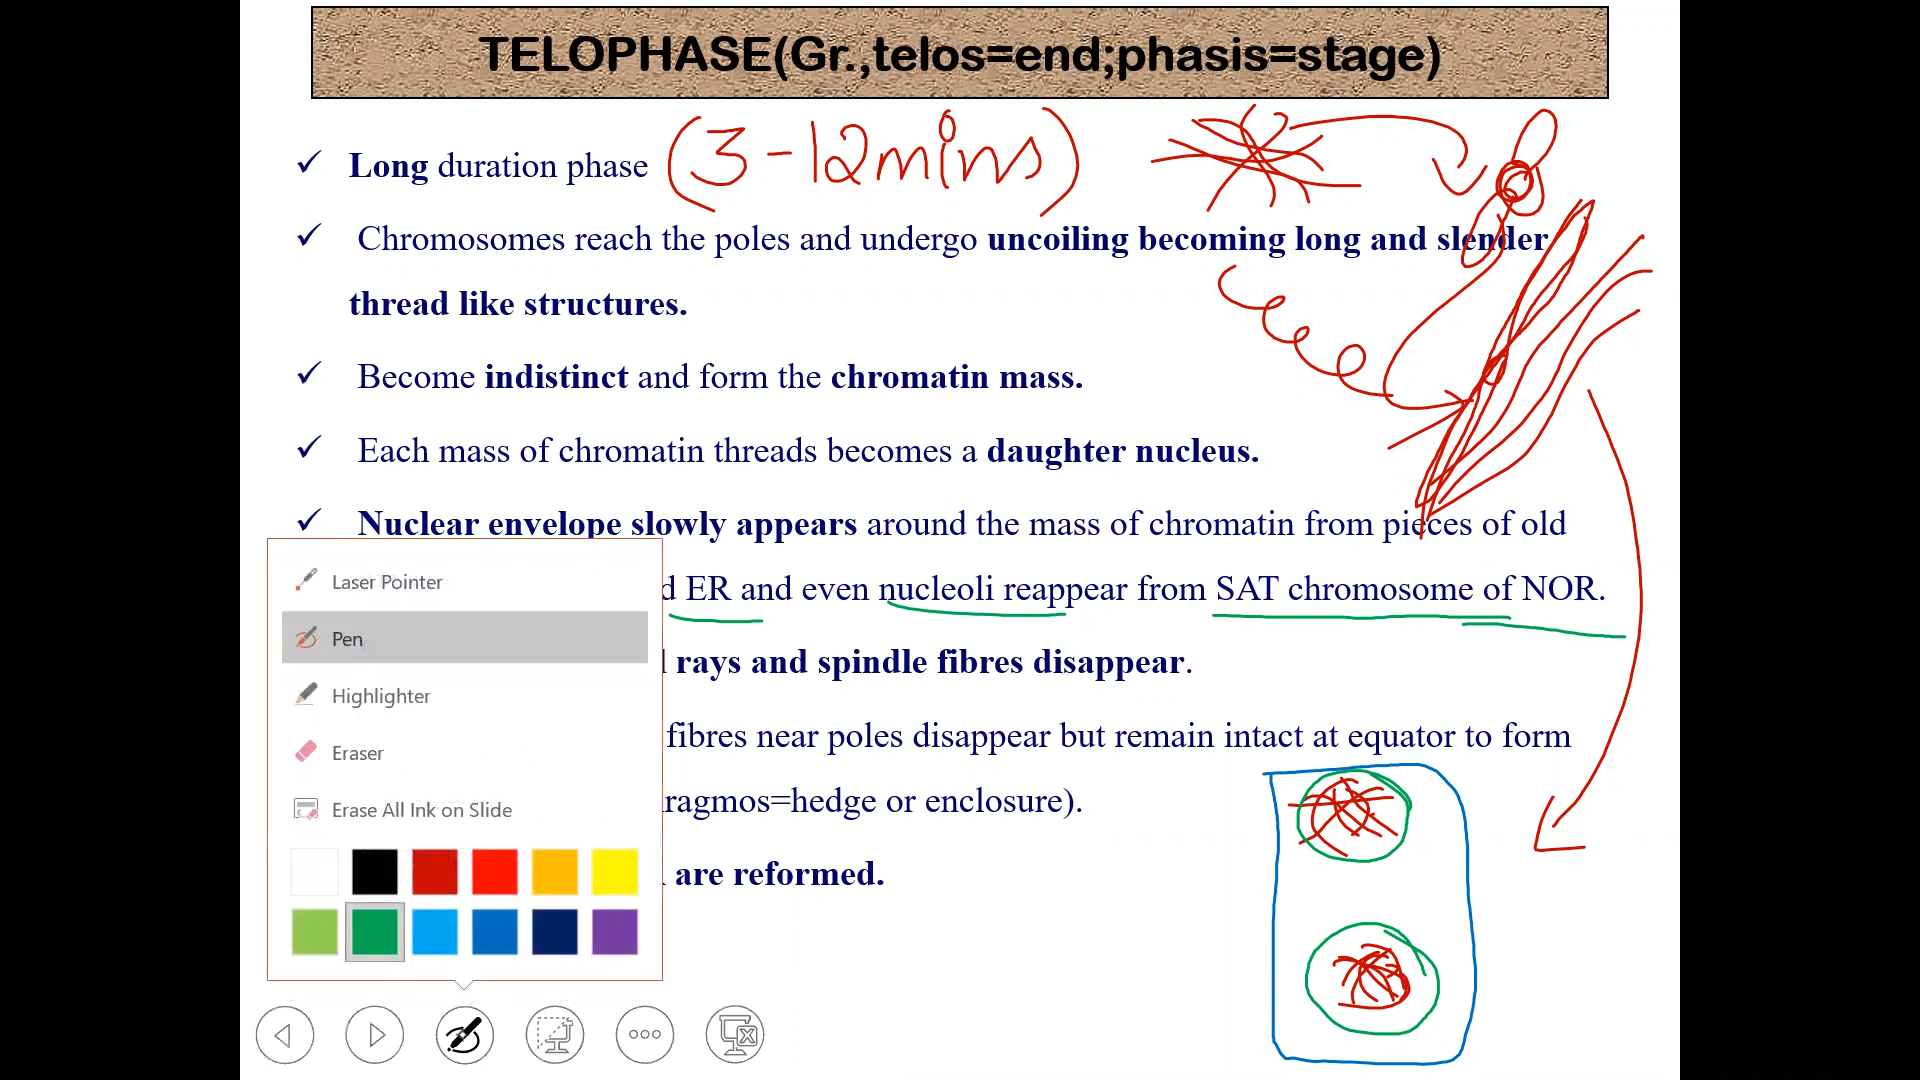 TELOPHASE(Gr.,telos=end;phasis=stage)
✓ Long duration phase (3-12mins)
✓ Chromosomes reach the poles and undergo uncoiling becoming long and slender
thread like structures.
✓ Become indistinct and form the chromatin mass.
✓ Each mass of chromatin threads becomes a daughter nucleus.
✓ Nuclear envelope slowly appears around the mass of chromatin from pieces of old
ER and even nucleoli reappear from SAT chromosome of NOR.
rays and spindle fibres disappear.
fibres near poles disappear but remain intact at equator to form
ragmos=hedge or enclosure).
are reformed.
Laser Pointer
Pen
Highlighter
Eraser
Erase All Ink on Slide